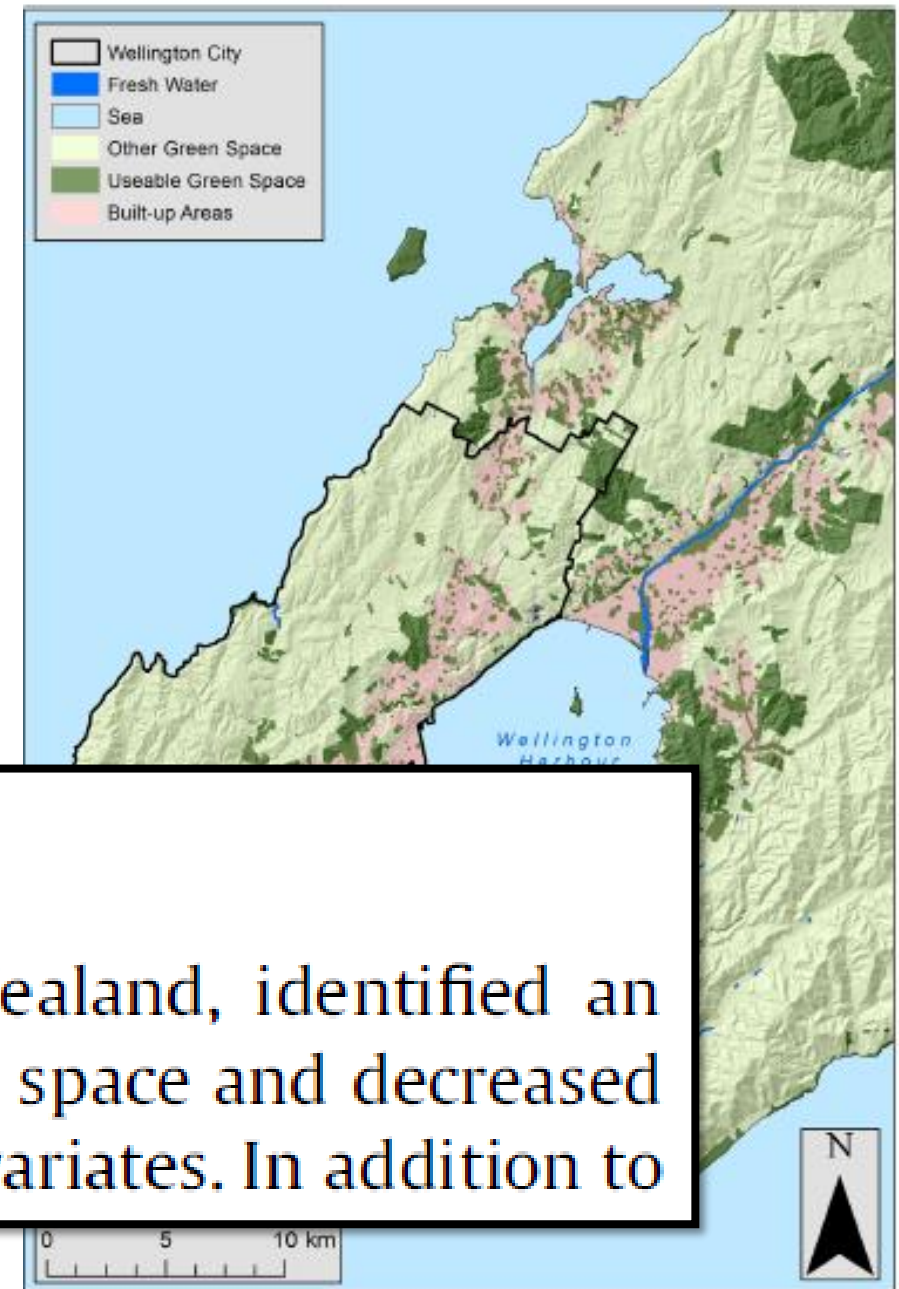 Wellington City
Fresh Water
Sea
Other Green Space
Useable Green Space
Built-up Areas
Wellington
Harbour
ealand, identified an
space and decreased
variates. In addition to
N
0 5 10 km